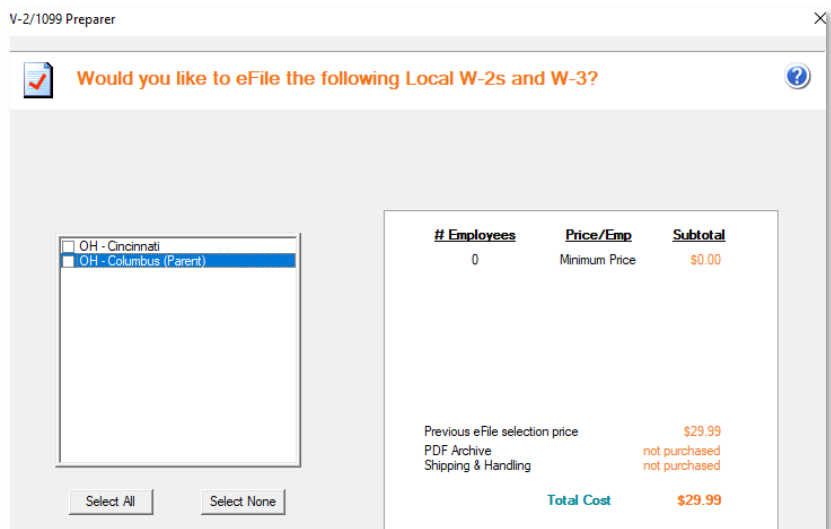 V-2/1099 Preparer
Would you like to eFile the following Local W-2s and W-3?
OH - Cincinnati
OH - Columbus (Parent)
Select All Select None
# Employees Price/Emp Subtotal
0 Minimum Price $0.00
Previous eFile selection price $29.99
PDF Archive not purchased
Shipping & Handling not purchased
Total Cost $29.99